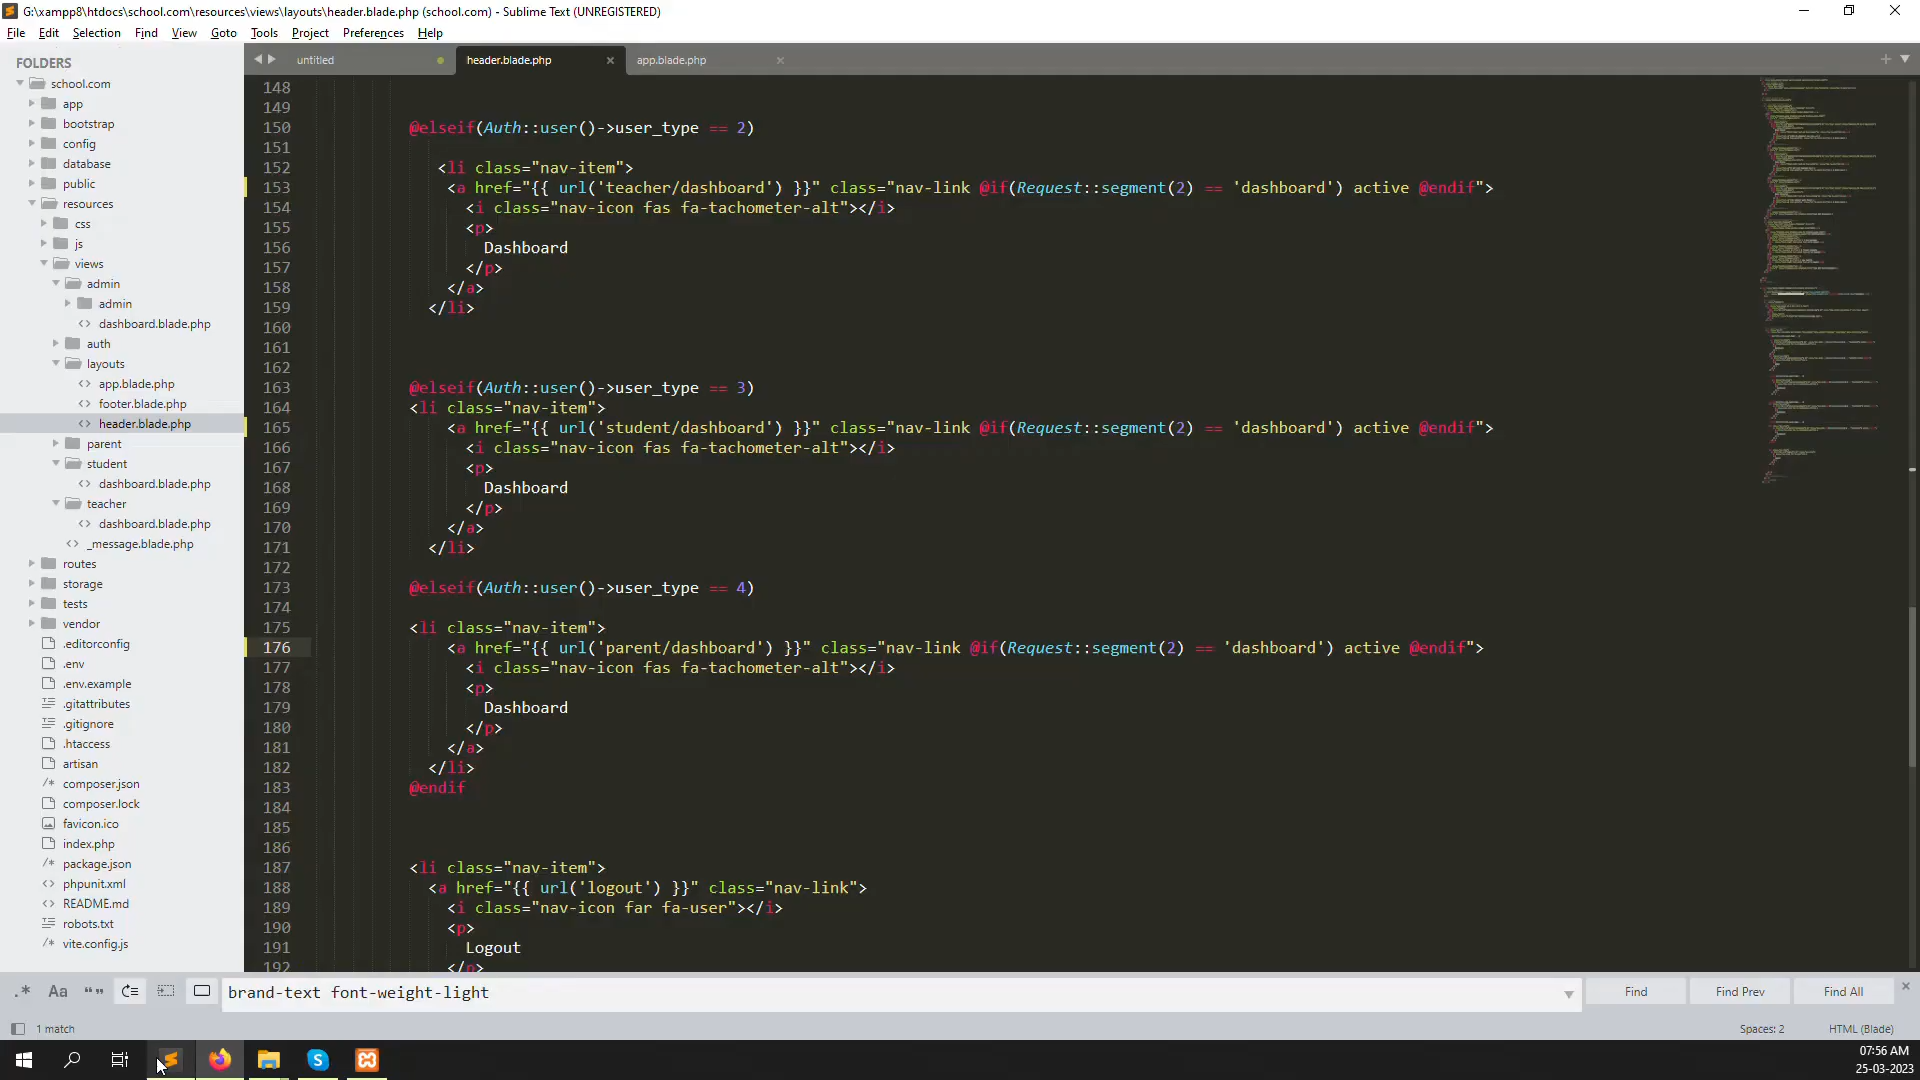 G:\xampp8\htdocs\school.com\resources\views\layouts\header.blade.php (school.com) - Sublime Text (UNREGISTERED)
File Edit Selection Find View Goto Tools Project Preferences Help
FOLDERS
school.com
app
bootstrap
config
database
public
resources
css
js
views
admin
admin
dashboard.blade.php
auth
layouts
app.blade.php
footer.blade.php
header.blade.php
parent
student
dashboard.blade.php
teacher
dashboard.blade.php
_message.blade.php
routes
storage
tests
vendor
.editorconfig
.env
.env.example
.gitattributes
.gitignore
.htaccess
artisan
composer.json
composer.lock
favicon.ico
index.php
package.json
phpunit.xml
README.md
robots.txt
vite.config.js
untitled header.blade.php app.blade.php
148
149
150 @elseif(Auth::user()->user_type == 2)
151
152 <li class="nav-item">
153 <a href="{{ url('teacher/dashboard') }}" class="nav-link @if(Request::segment(2) == 'dashboard') active @endif">
154 <i class="nav-icon fas fa-tachometer-alt"></i>
155 <p>
156 Dashboard
157 </p>
158 </a>
159 </li>
160
161
162
163 @elseif(Auth::user()->user_type == 3)
164 <li class="nav-item">
165 <a href="{{ url('student/dashboard') }}" class="nav-link @if(Request::segment(2) == 'dashboard') active @endif">
166 <i class="nav-icon fas fa-tachometer-alt"></i>
167 <p>
168 Dashboard
169 </p>
170 </a>
171 </li>
172
173 @elseif(Auth::user()->user_type == 4)
174
175 <li class="nav-item">
176 <a href="{{ url('parent/dashboard') }}" class="nav-link @if(Request::segment(2) == 'dashboard') active @endif">
177 <i class="nav-icon fas fa-tachometer-alt"></i>
178 <p>
179 Dashboard
180 </p>
181 </a>
182 </li>
183 @endif
184
185
186
187 <li class="nav-item">
188 <a href="{{ url('logout') }}" class="nav-link">
189 <i class="nav-icon far fa-user"></i>
190 <p>
191 Logout
192 </p>
.* Aa “” brand-text font-weight-light Find Find Prev Find All
1 match Spaces: 2 HTML (Blade)
07:56 AM
25-03-2023